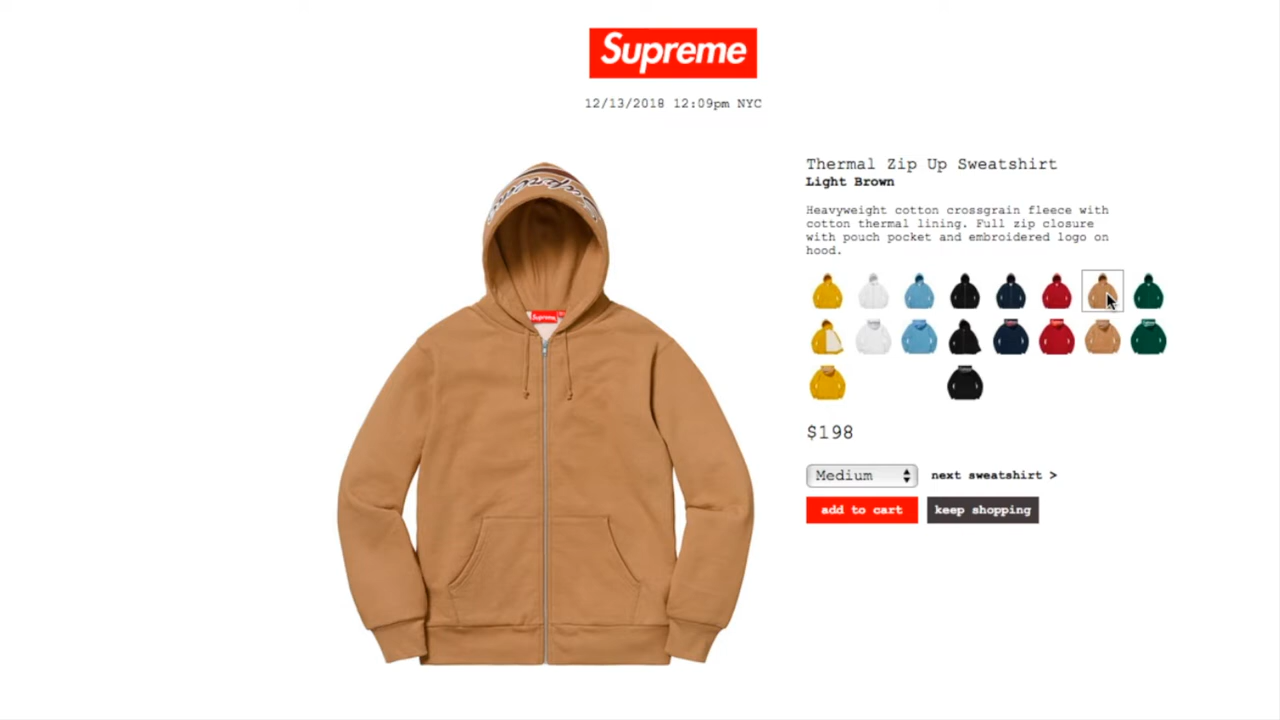 Supreme
12/13/2018 12:09pm NYC
Supreme
Supreme
Thermal Zip Up Sweatshirt
Light Brown
Heavyweight cotton crossgrain fleece with
cotton thermal lining. Full zip closure
with pouch pocket and embroidered logo on
hood.
$198
Medium
next sweatshirt >
add to cart
keep shopping